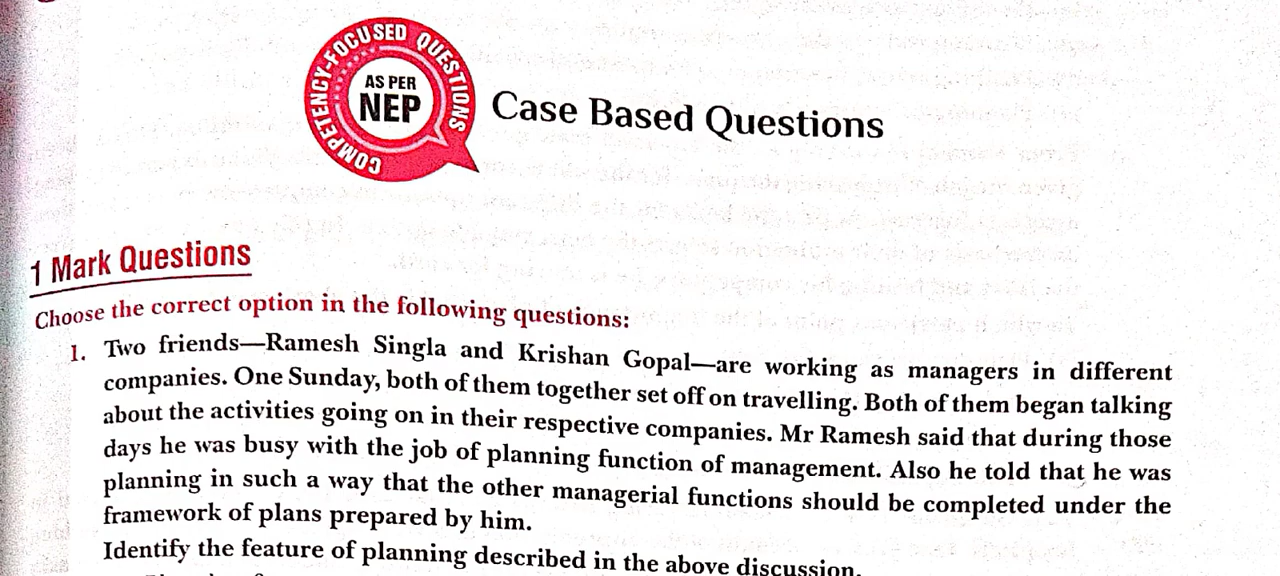 COMPETENCY-FOCUSED QUESTIONS
AS PER
NEP
Case Based Questions
1 Mark Questions
Choose the correct option in the following questions:
1. Two friends—Ramesh Singla and Krishan Gopal—are working as managers in different
companies. One Sunday, both of them together set off on travelling. Both of them began talking
about the activities going on in their respective companies. Mr Ramesh said that during those
days he was busy with the job of planning function of management. Also he told that he was
planning in such a way that the other managerial functions should be completed under the
framework of plans prepared by him.
Identify the feature of planning described in the above discussion.